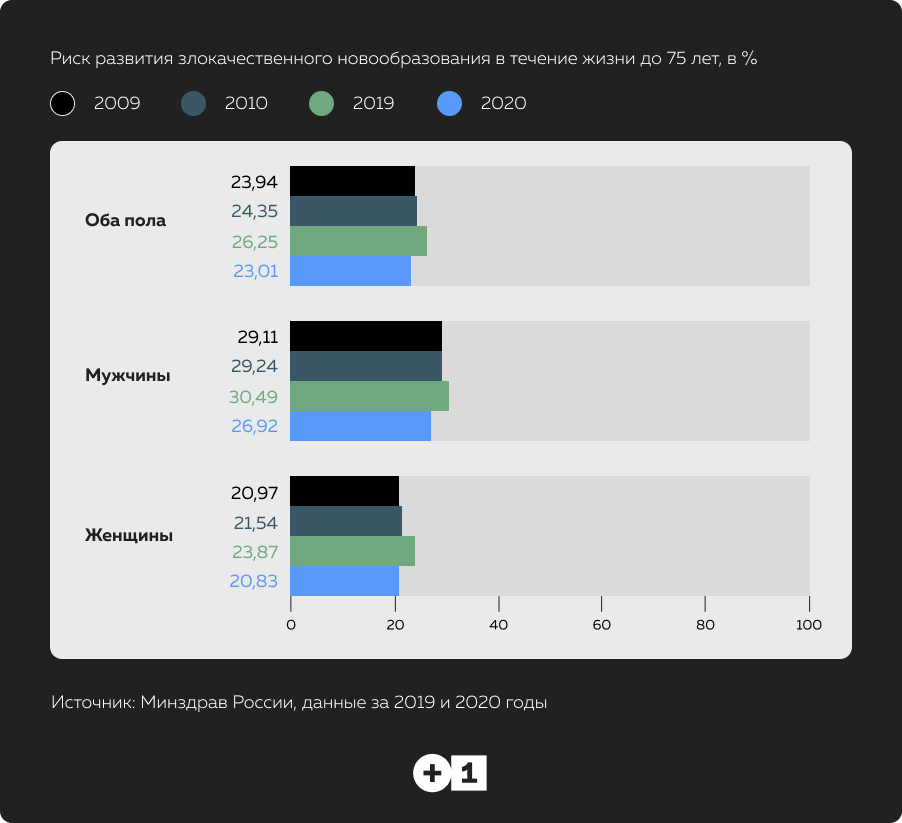 Риск развития злокачественного новообразования в течение жизни до 75 лет, в %
2009 2010 2019 2020
Оба пола
23,94
24,35
26,25
23,01
Мужчины
29,11
29,24
30,49
26,92
Женщины
20,97
21,54
23,87
20,83
0 20 40 60 80 100
Источник: Минздрав России, данные за 2019 и 2020 годы
+1